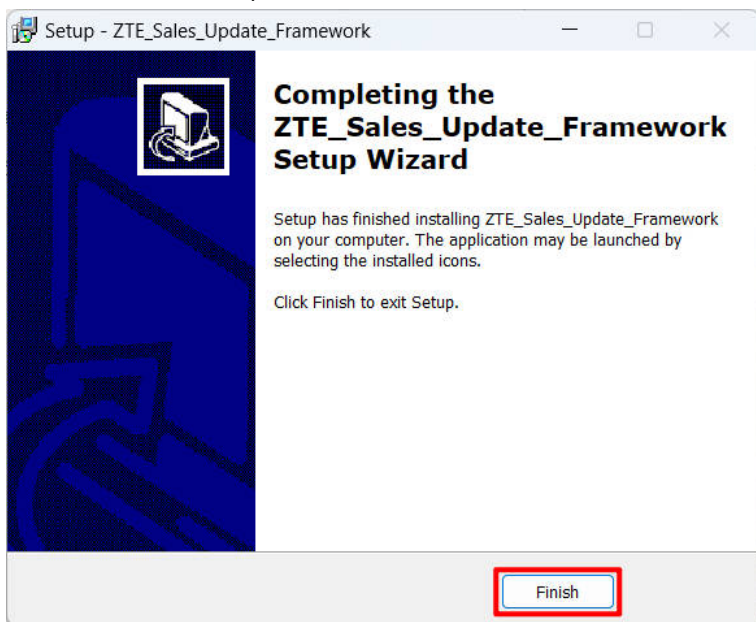 Setup - ZTE_Sales_Update_Framework
Completing the
ZTE_Sales_Update_Framework
Setup Wizard
Setup has finished installing ZTE_Sales_Update_Framework
on your computer. The application may be launched by
selecting the installed icons.
Click Finish to exit Setup.
Finish